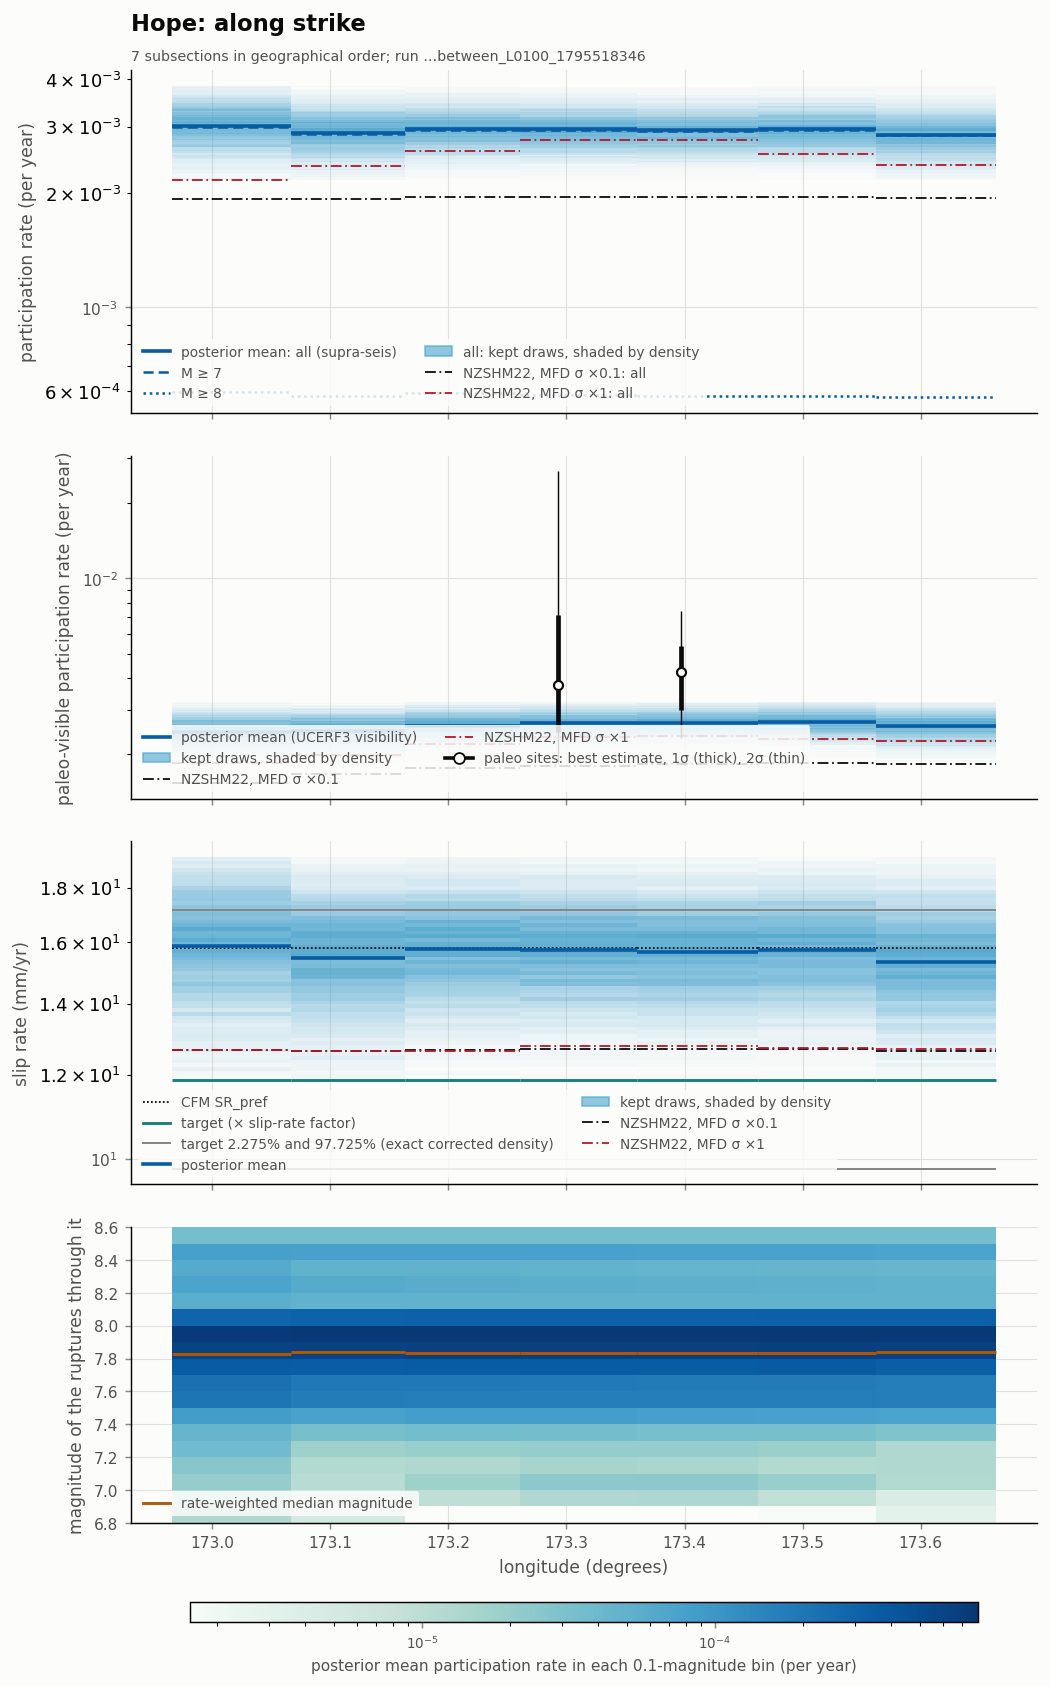 Hope: along strike
7 subsections in geographical order; run ...between_L0100_1795518346
4 × 10⁻³
3 × 10⁻³
2 × 10⁻³
10⁻³
6 × 10⁻⁴
participation rate (per year)
posterior mean: all (supra-seis)
M ≥ 7
M ≥ 8
all: kept draws, shaded by density
NZSHM22, MFD σ ×0.1: all
NZSHM22, MFD σ ×1: all
10⁻²
paleo-visible participation rate (per year)
posterior mean (UCERF3 visibility)
kept draws, shaded by density
NZSHM22, MFD σ ×0.1
NZSHM22, MFD σ ×1
paleo sites: best estimate, 1σ (thick), 2σ (thin)
1.8 × 10¹
1.6 × 10¹
1.4 × 10¹
1.2 × 10¹
10¹
slip rate (mm/yr)
CFM SR_pref
target (× slip-rate factor)
target 2.275% and 97.725% (exact corrected density)
posterior mean
kept draws, shaded by density
NZSHM22, MFD σ ×0.1
NZSHM22, MFD σ ×1
8.6
8.4
8.2
8.0
7.8
7.6
7.4
7.2
7.0
6.8
magnitude of the ruptures through it
rate-weighted median magnitude
173.0 173.1 173.2 173.3 173.4 173.5 173.6
longitude (degrees)
10⁻⁵ 10⁻⁴
posterior mean participation rate in each 0.1-magnitude bin (per year)